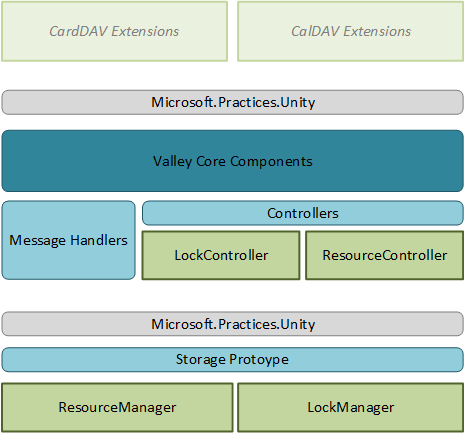 CardDAV Extensions
CalDAV Extensions
Microsoft.Practices.Unity
Valley Core Components
Message Handlers
Controllers
LockController
ResourceController
Microsoft.Practices.Unity
Storage Protoype
ResourceManager
LockManager